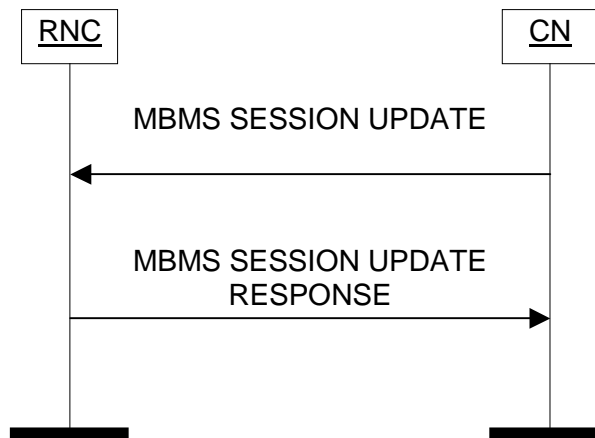 RNC
CN
MBMS SESSION UPDATE
MBMS SESSION UPDATE
RESPONSE